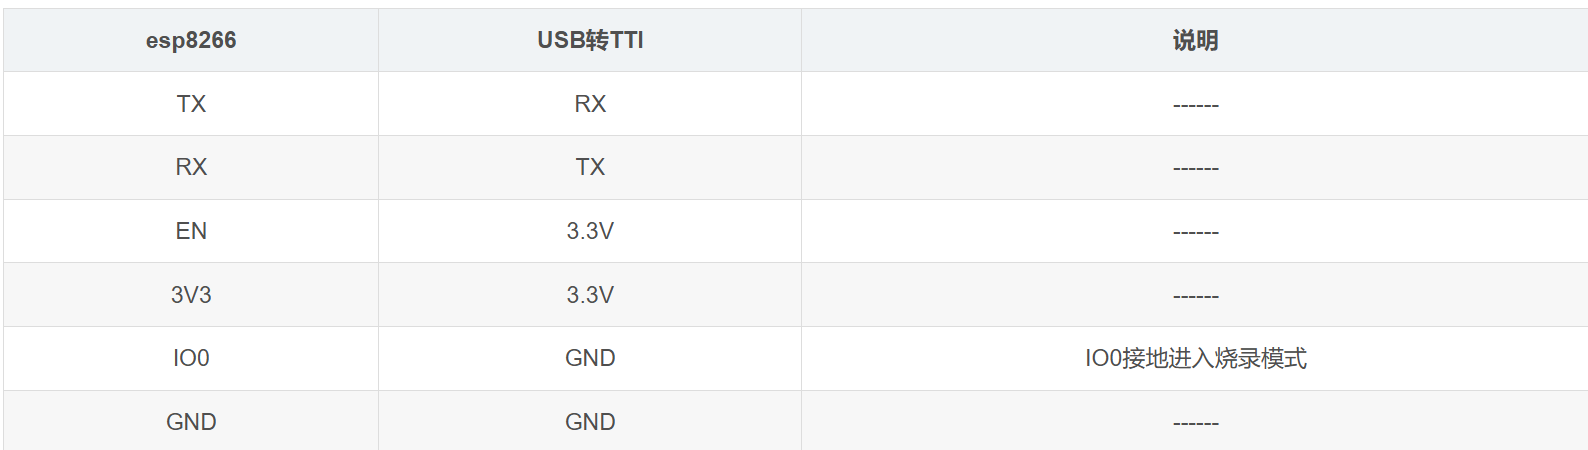 esp8266 USB转TTl 说明
TX RX ------
RX TX ------
EN 3.3V ------
3V3 3.3V ------
IO0 GND IO0接地进入烧录模式
GND GND ------